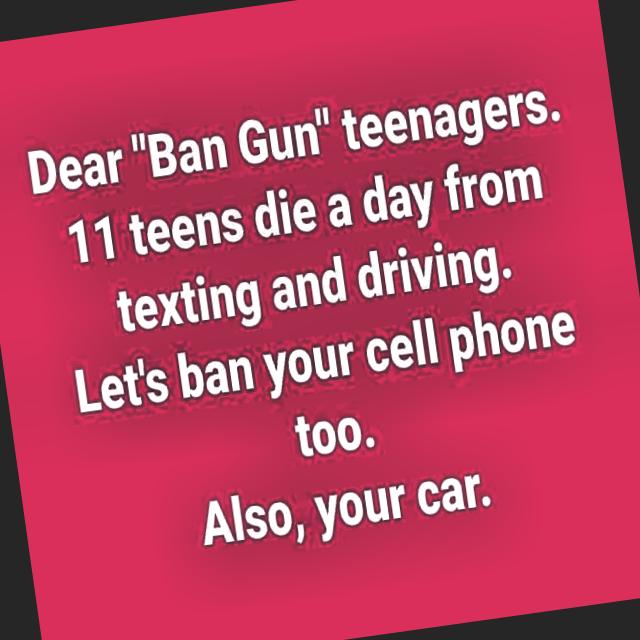 Dear "Ban Gun" teenagers.
11 teens die a day from
texting and driving.
Let's ban your cell phone
too.
Also, your car.